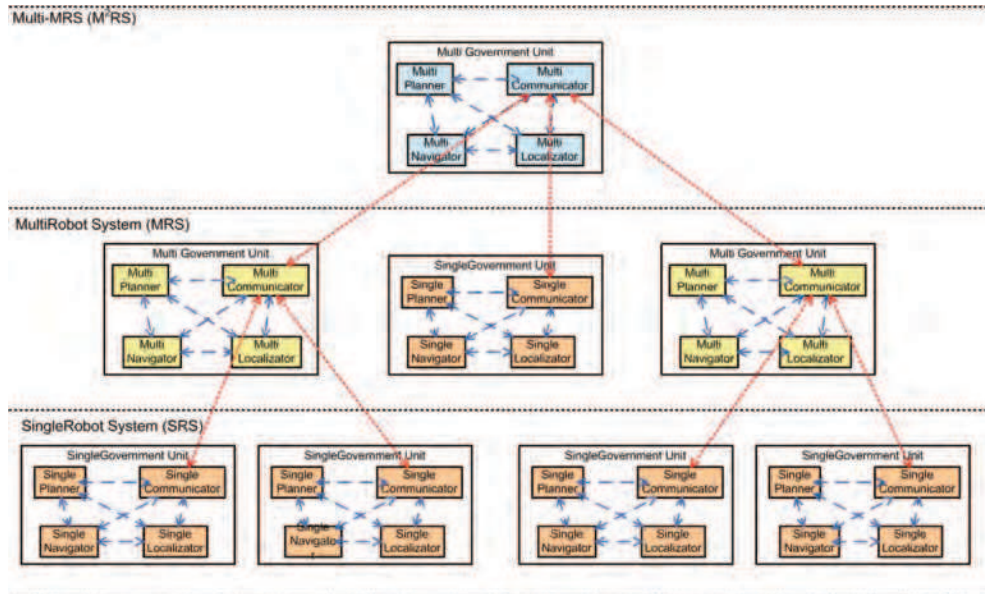 Multi-MRS (M²RS)
Multi Government Unit
Multi
Planner
Multi
Communicator
Multi
Navigator
Multi
Localizator
MultiRobot System (MRS)
Multi Government Unit
Multi
Planner
Multi
Communicator
Multi
Navigator
Multi
Localizator
SingleGovernment Unit
Single
Planner
Single
Communicator
Single
Navigator
Single
Localizator
Multi Government Unit
Multi
Planner
Multi
Communicator
Multi
Navigator
Multi
Localizator
SingleRobot System (SRS)
SingleGovernment Unit
Single
Planner
Single
Communicator
Single
Navigator
Single
Localizator
SingleGovernment Unit
Single
Planner
Single
Communicator
Single
Navigato
r
Single
Localizator
SingleGovernment Unit
Single
Planner
Single
Communicator
Single
Navigator
Single
Localizator
SingleGovernment Unit
Single
Planner
Single
Communicator
Single
Navigator
Single
Localizator